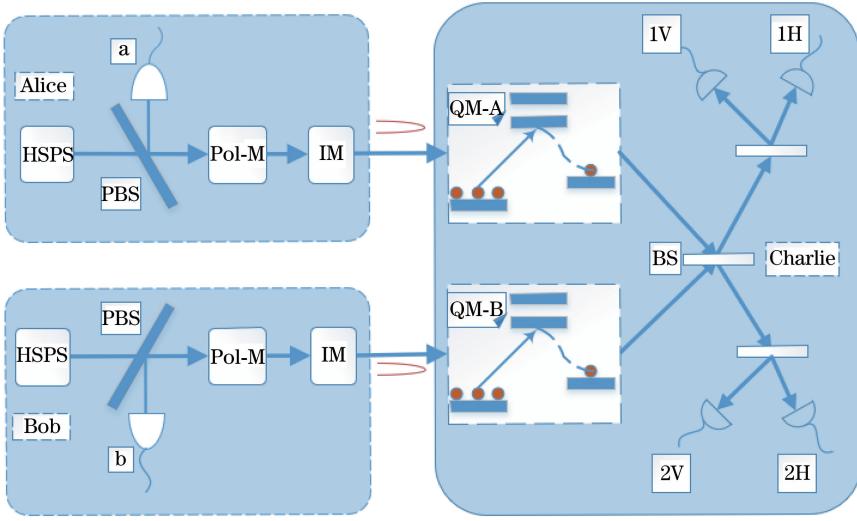 a
Alice
HSPS
Pol-M
IM
PBS
QM-A
1V
1H
BS
Charlie
PBS
HSPS
Pol-M
IM
Bob
b
QM-B
2V
2H